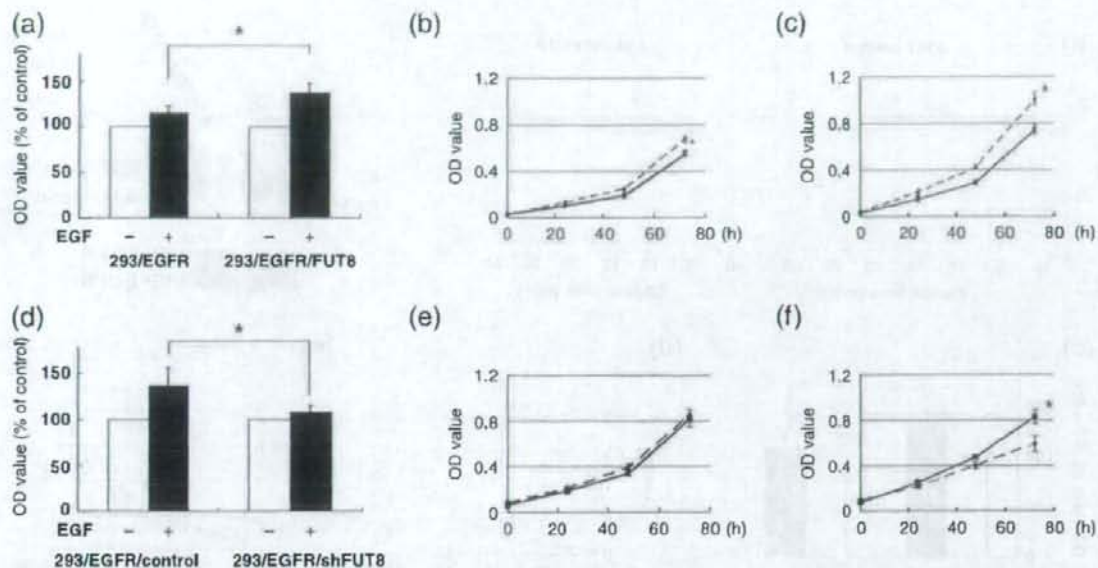 (a)
OD value (% of control)
150
100
50
0
EGF
− + − +
293/EGFR 293/EGFR/FUT8
*
(b)
OD value
1.2
0.8
0.4
0
0 20 40 60 80 (h)
(c)
OD value
1.2
0.8
0.4
0
0 20 40 60 80 (h)
*
(d)
OD value (% of control)
150
100
50
0
EGF
− + − +
293/EGFR/control 293/EGFR/shFUT8
*
(e)
OD value
1.2
0.8
0.4
0
0 20 40 60 80 (h)
(f)
OD value
1.2
0.8
0.4
0
0 20 40 60 80 (h)
*